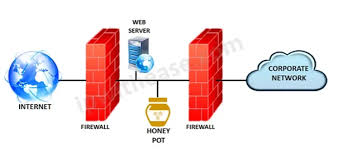 WEB
SERVER
INTERNET
FIREWALL
HONEY
POT
FIREWALL
CORPORATE
NETWORK